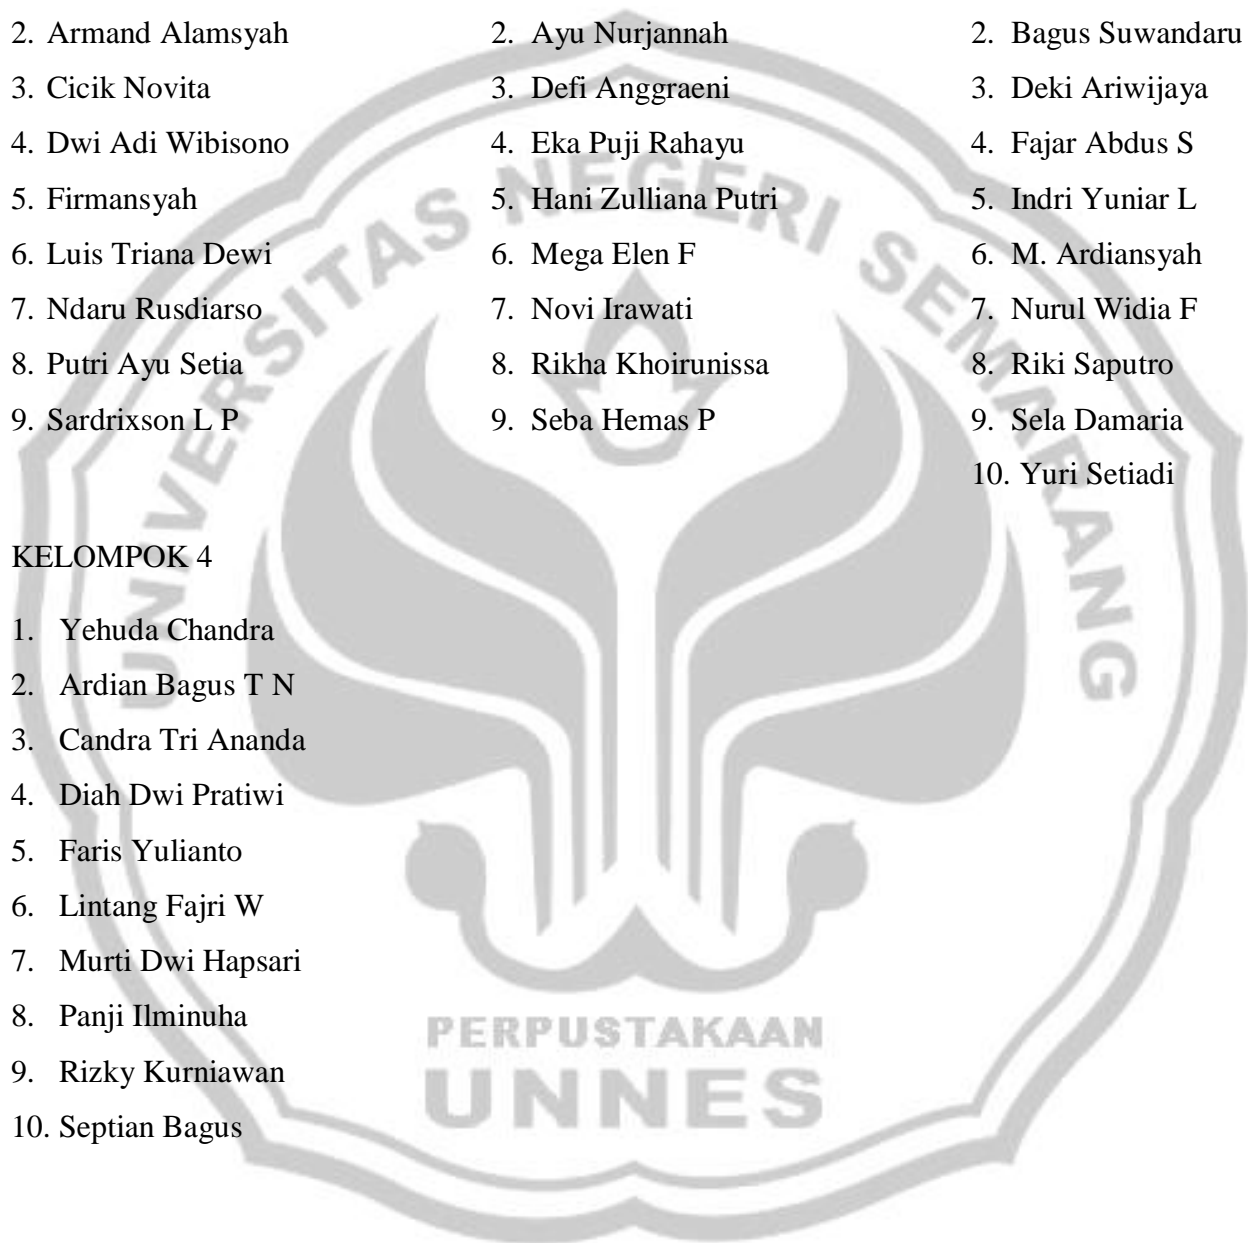 2. Armand Alamsyah
3. Cicik Novita
4. Dwi Adi Wibisono
5. Firmansyah
6. Luis Triana Dewi
7. Ndaru Rusdiarso
8. Putri Ayu Setia
9. Sardrixson L P
2. Ayu Nurjannah
3. Defi Anggraeni
4. Eka Puji Rahayu
5. Hani Zulliana Putri
6. Mega Elen F
7. Novi Irawati
8. Rikha Khoirunissa
9. Seba Hemas P
2. Bagus Suwandaru
3. Deki Ariwijaya
4. Fajar Abdus S
5. Indri Yuniar L
6. M. Ardiansyah
7. Nurul Widia F
8. Riki Saputro
9. Sela Damaria
10. Yuri Setiadi
KELOMPOK 4
1. Yehuda Chandra
2. Ardian Bagus T N
3. Candra Tri Ananda
4. Diah Dwi Pratiwi
5. Faris Yulianto
6. Lintang Fajri W
7. Murti Dwi Hapsari
8. Panji Ilminuha
9. Rizky Kurniawan
10. Septian Bagus
UNIVERSITAS NEGERI SEMARANG
PERPUSTAKAAN
UNNES